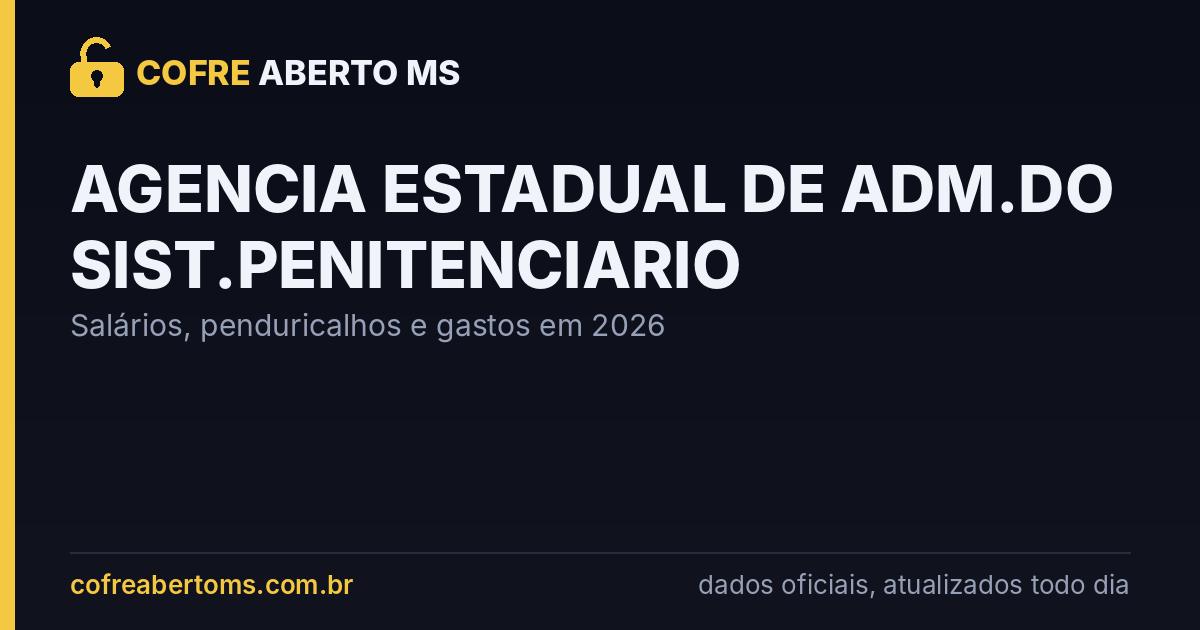 COFRE ABERTO MS
AGENCIA ESTADUAL DE ADM.DO
SIST.PENITENCIARIO
Salários, penduricalhos e gastos em 2026
cofreabertoms.com.br
dados oficiais, atualizados todo dia